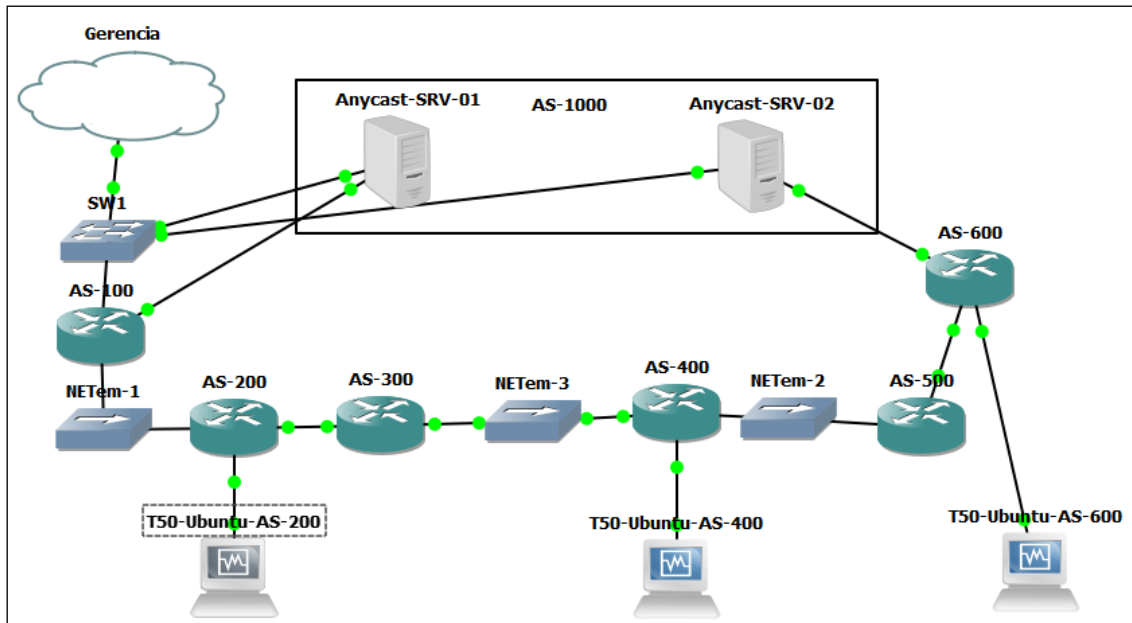 Gerencia
Anycast-SRV-01
AS-1000
Anycast-SRV-02
SW1
AS-600
AS-100
NETem-1
AS-200
AS-300
NETem-3
AS-400
NETem-2
AS-500
T50-Ubuntu-AS-200
T50-Ubuntu-AS-400
T50-Ubuntu-AS-600